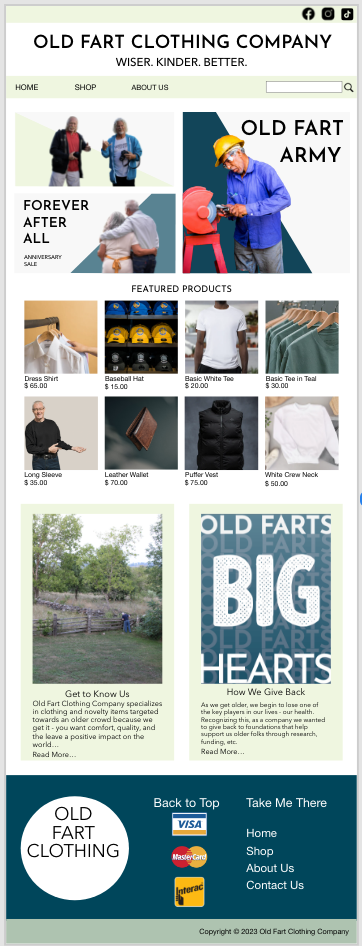 OLD FART CLOTHING COMPANY
WISER. KINDER. BETTER.
HOME SHOP ABOUT US
OLD FART
ARMY
FOREVER
AFTER
ALL
ANNIVERSARY
SALE
FEATURED PRODUCTS
Dress Shirt
$ 65.00
Baseball Hat
$ 15.00
Basic White Tee
$ 20.00
Basic Tee in Teal
$ 30.00
Long Sleeve
$ 35.00
Leather Wallet
$ 70.00
Puffer Vest
$ 75.00
White Crew Neck
$ 50.00
Get to Know Us
Old Fart Clothing Company specializes
in clothing and novelty items targeted
towards an older crowd because we
get it - you want comfort, quality, and
the leave a positive impact on the
world...
Read More...
OLD FARTS
BIG
HEARTS
How We Give Back
As we get older, we begin to lose one of
the key players in our lives - our health.
Recognizing this, as a company we wanted
to give back to foundations that help
support us older folks through research,
funding, etc.
Read More...
OLD
FART
CLOTHING
Back to Top
VISA
MasterCard
Interac
Take Me There
Home
Shop
About Us
Contact Us
Copyright © 2023 Old Fart Clothing Company